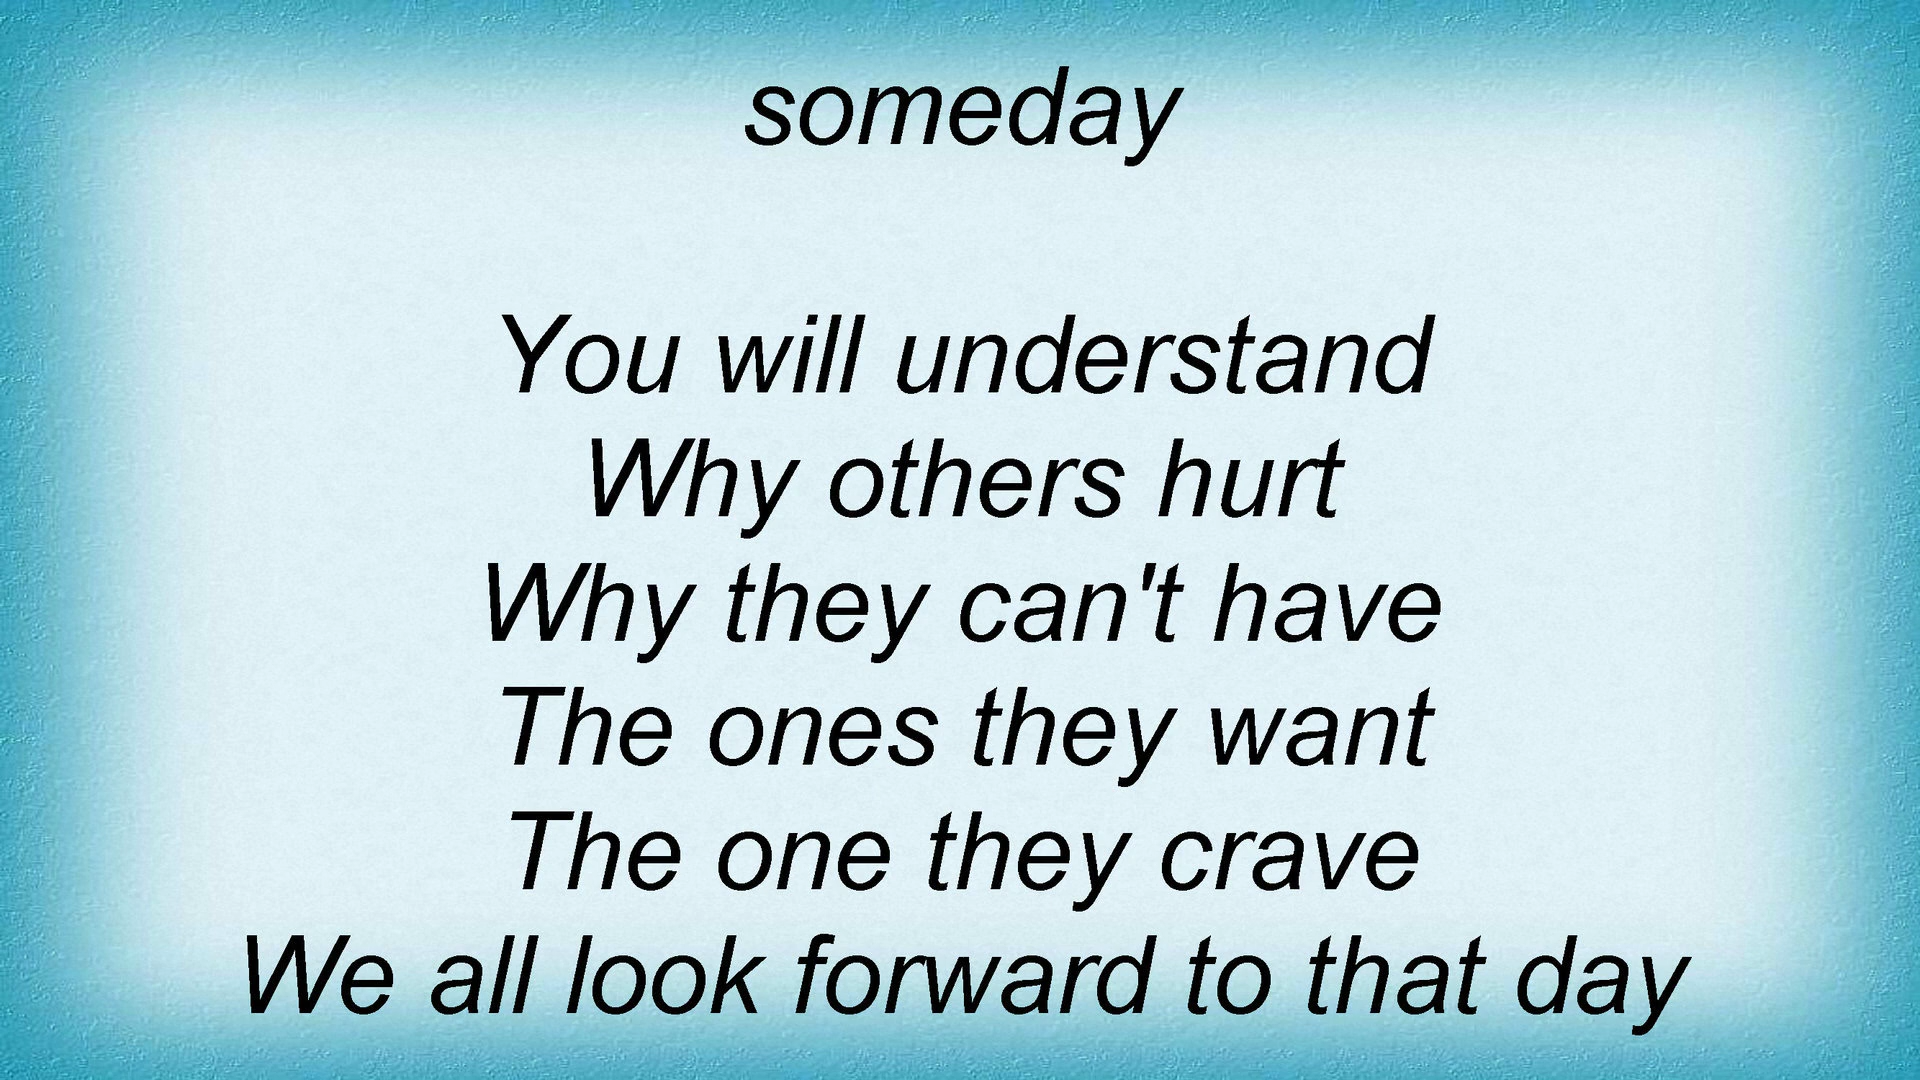 someday
You will understand
Why others hurt
Why they can't have
The ones they want
The one they crave
We all look forward to that day